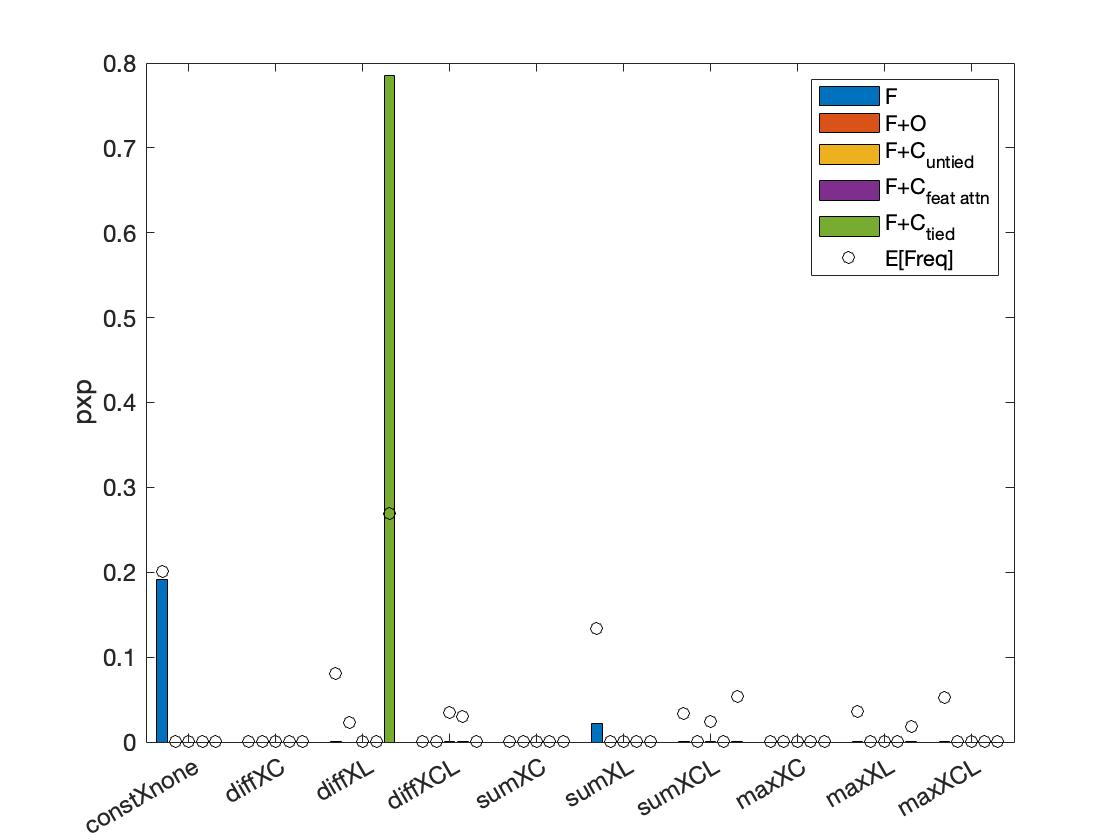 0.8
0.7
0.6
0.5
0.4
0.3
0.2
0.1
0
pxp
F
F+O
F+C untied
F+C feat attn
F+C tied
E[Freq]
constXnone
diffXC
diffXL
diffXCL
sumXC
sumXL
sumXCL
maxXC
maxXL
maxXCL